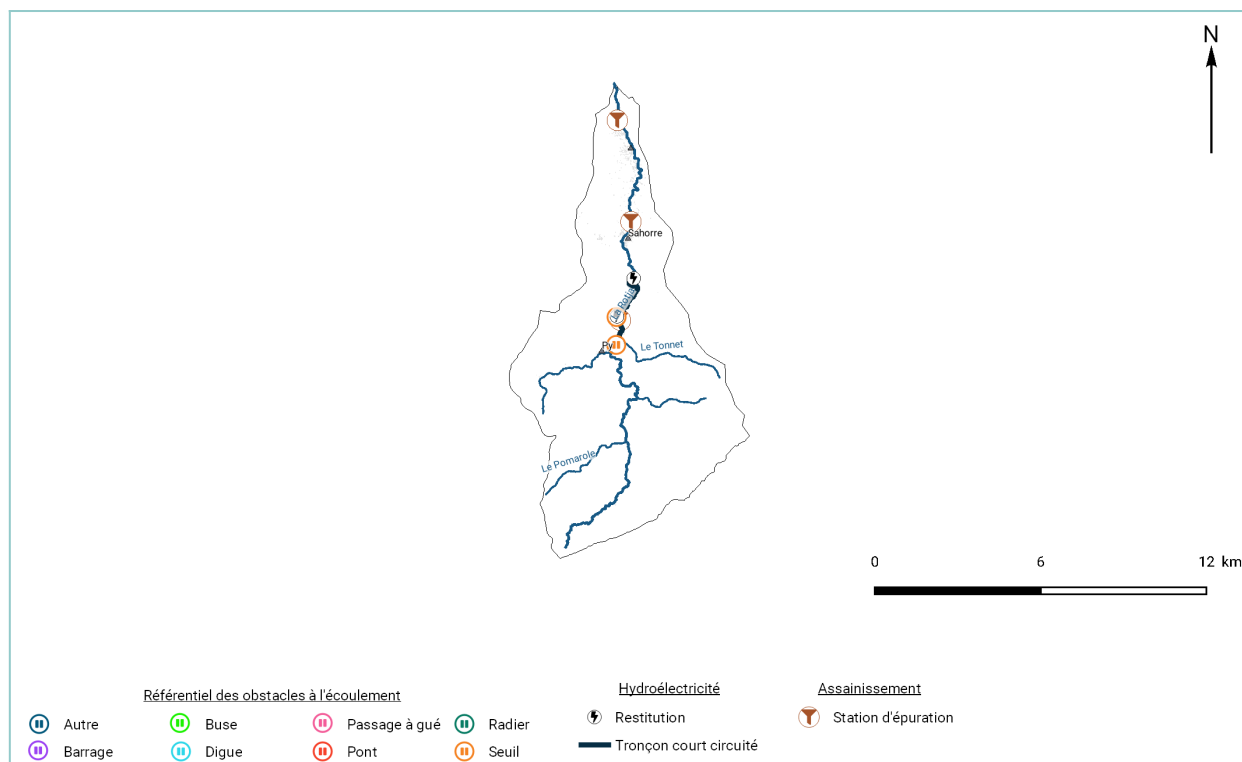 N
Sahorre
La Rotja
Py
Le Tonnet
Le Pomarole
0 6 12 km
Référentiel des obstacles à l'écoulement
Hydroélectricité
Assainissement
Autre
Buse
Passage à gué
Radier
Restitution
Station d'épuration
Barrage
Digue
Pont
Seuil
Tronçon court circuité